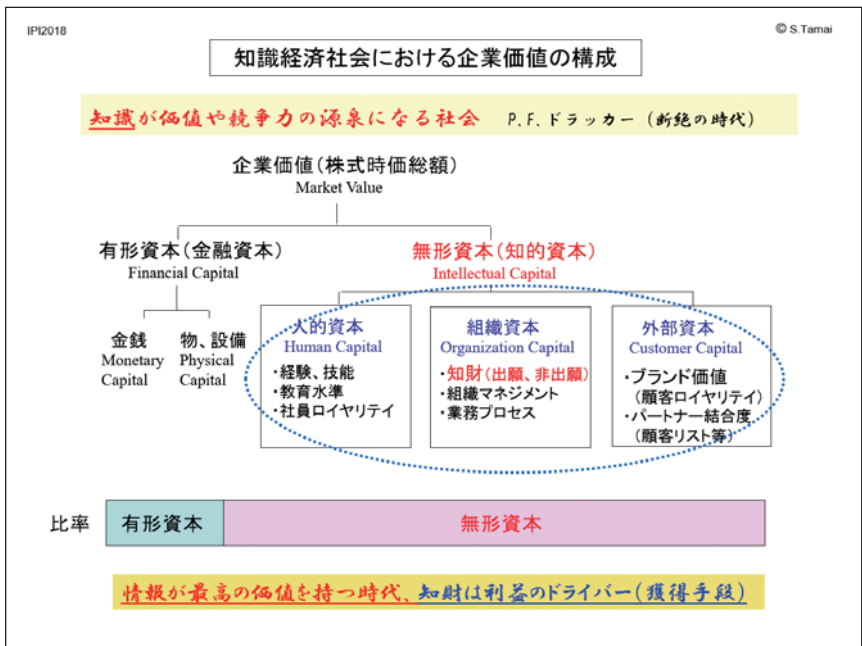 IPI2018
© S.Tamai
知識経済社会における企業価値の構成
知識が価値や競争力の源泉になる社会 P.F.ドラッカー(断絶の時代)
企業価値(株式時価総額)
Market Value
有形資本(金融資本)
Financial Capital
無形資本(知的資本)
Intellectual Capital
金銭
Monetary
Capital
物、設備
Physical
Capital
人的資本
Human Capital
・経験、技能
・教育水準
・社員ロイヤリテイ
組織資本
Organization Capital
・知財(出願、非出願)
・組織マネジメント
・業務プロセス
外部資本
Customer Capital
・ブランド価値
(顧客ロイヤリテイ)
・パートナー結合度
(顧客リスト等)
比率
有形資本
無形資本
情報が最高の価値を持つ時代、知財は利益のドライバー(獲得手段)